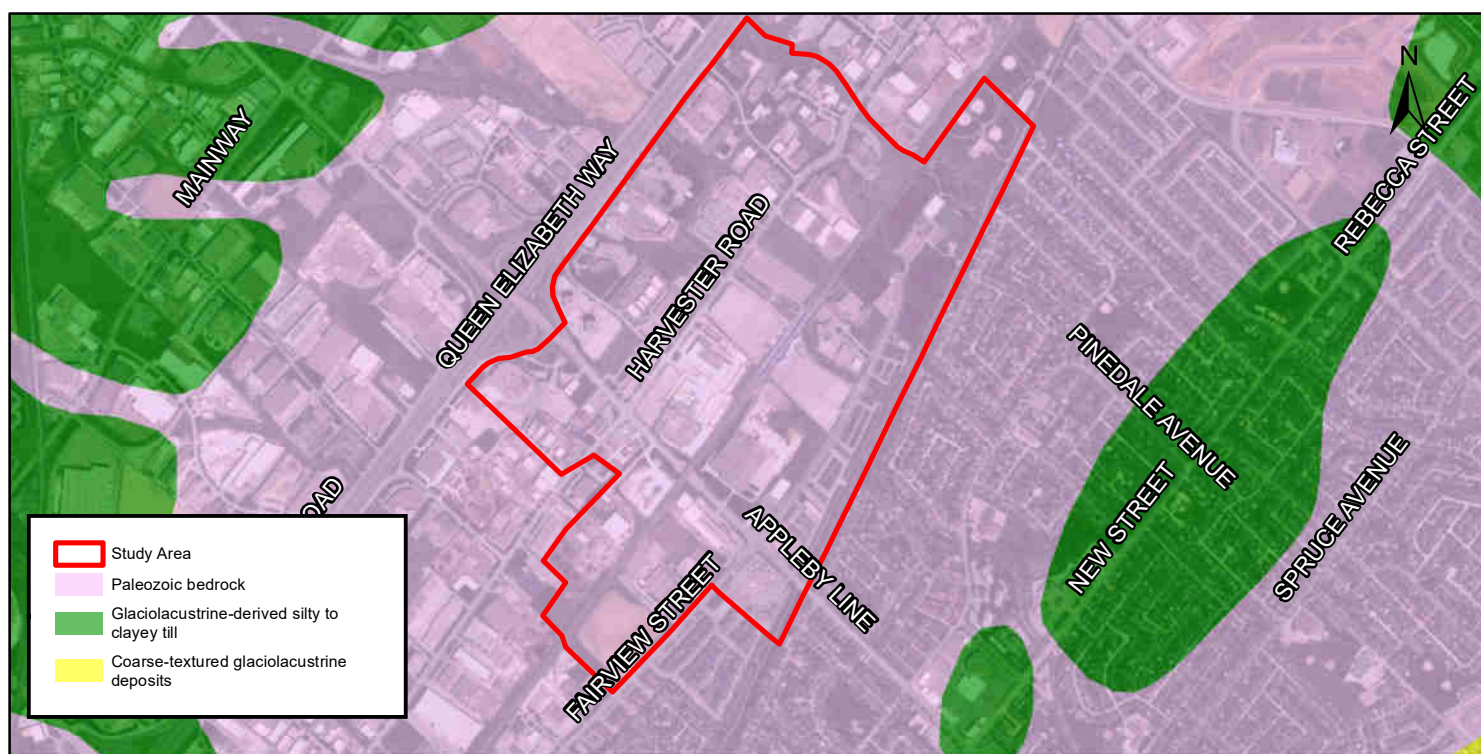 N
MAINWAY
REBECCA STREET
QUEEN ELIZABETH WAY
HARVESTER ROAD
PINEDALE AVENUE
NEW STREET
SPRUCE AVENUE
OAD
APPLEBY LINE
FAIRVIEW STREET
Study Area
Paleozoic bedrock
Glaciolacustrine-derived silty to
clayey till
Coarse-textured glaciolacustrine
deposits